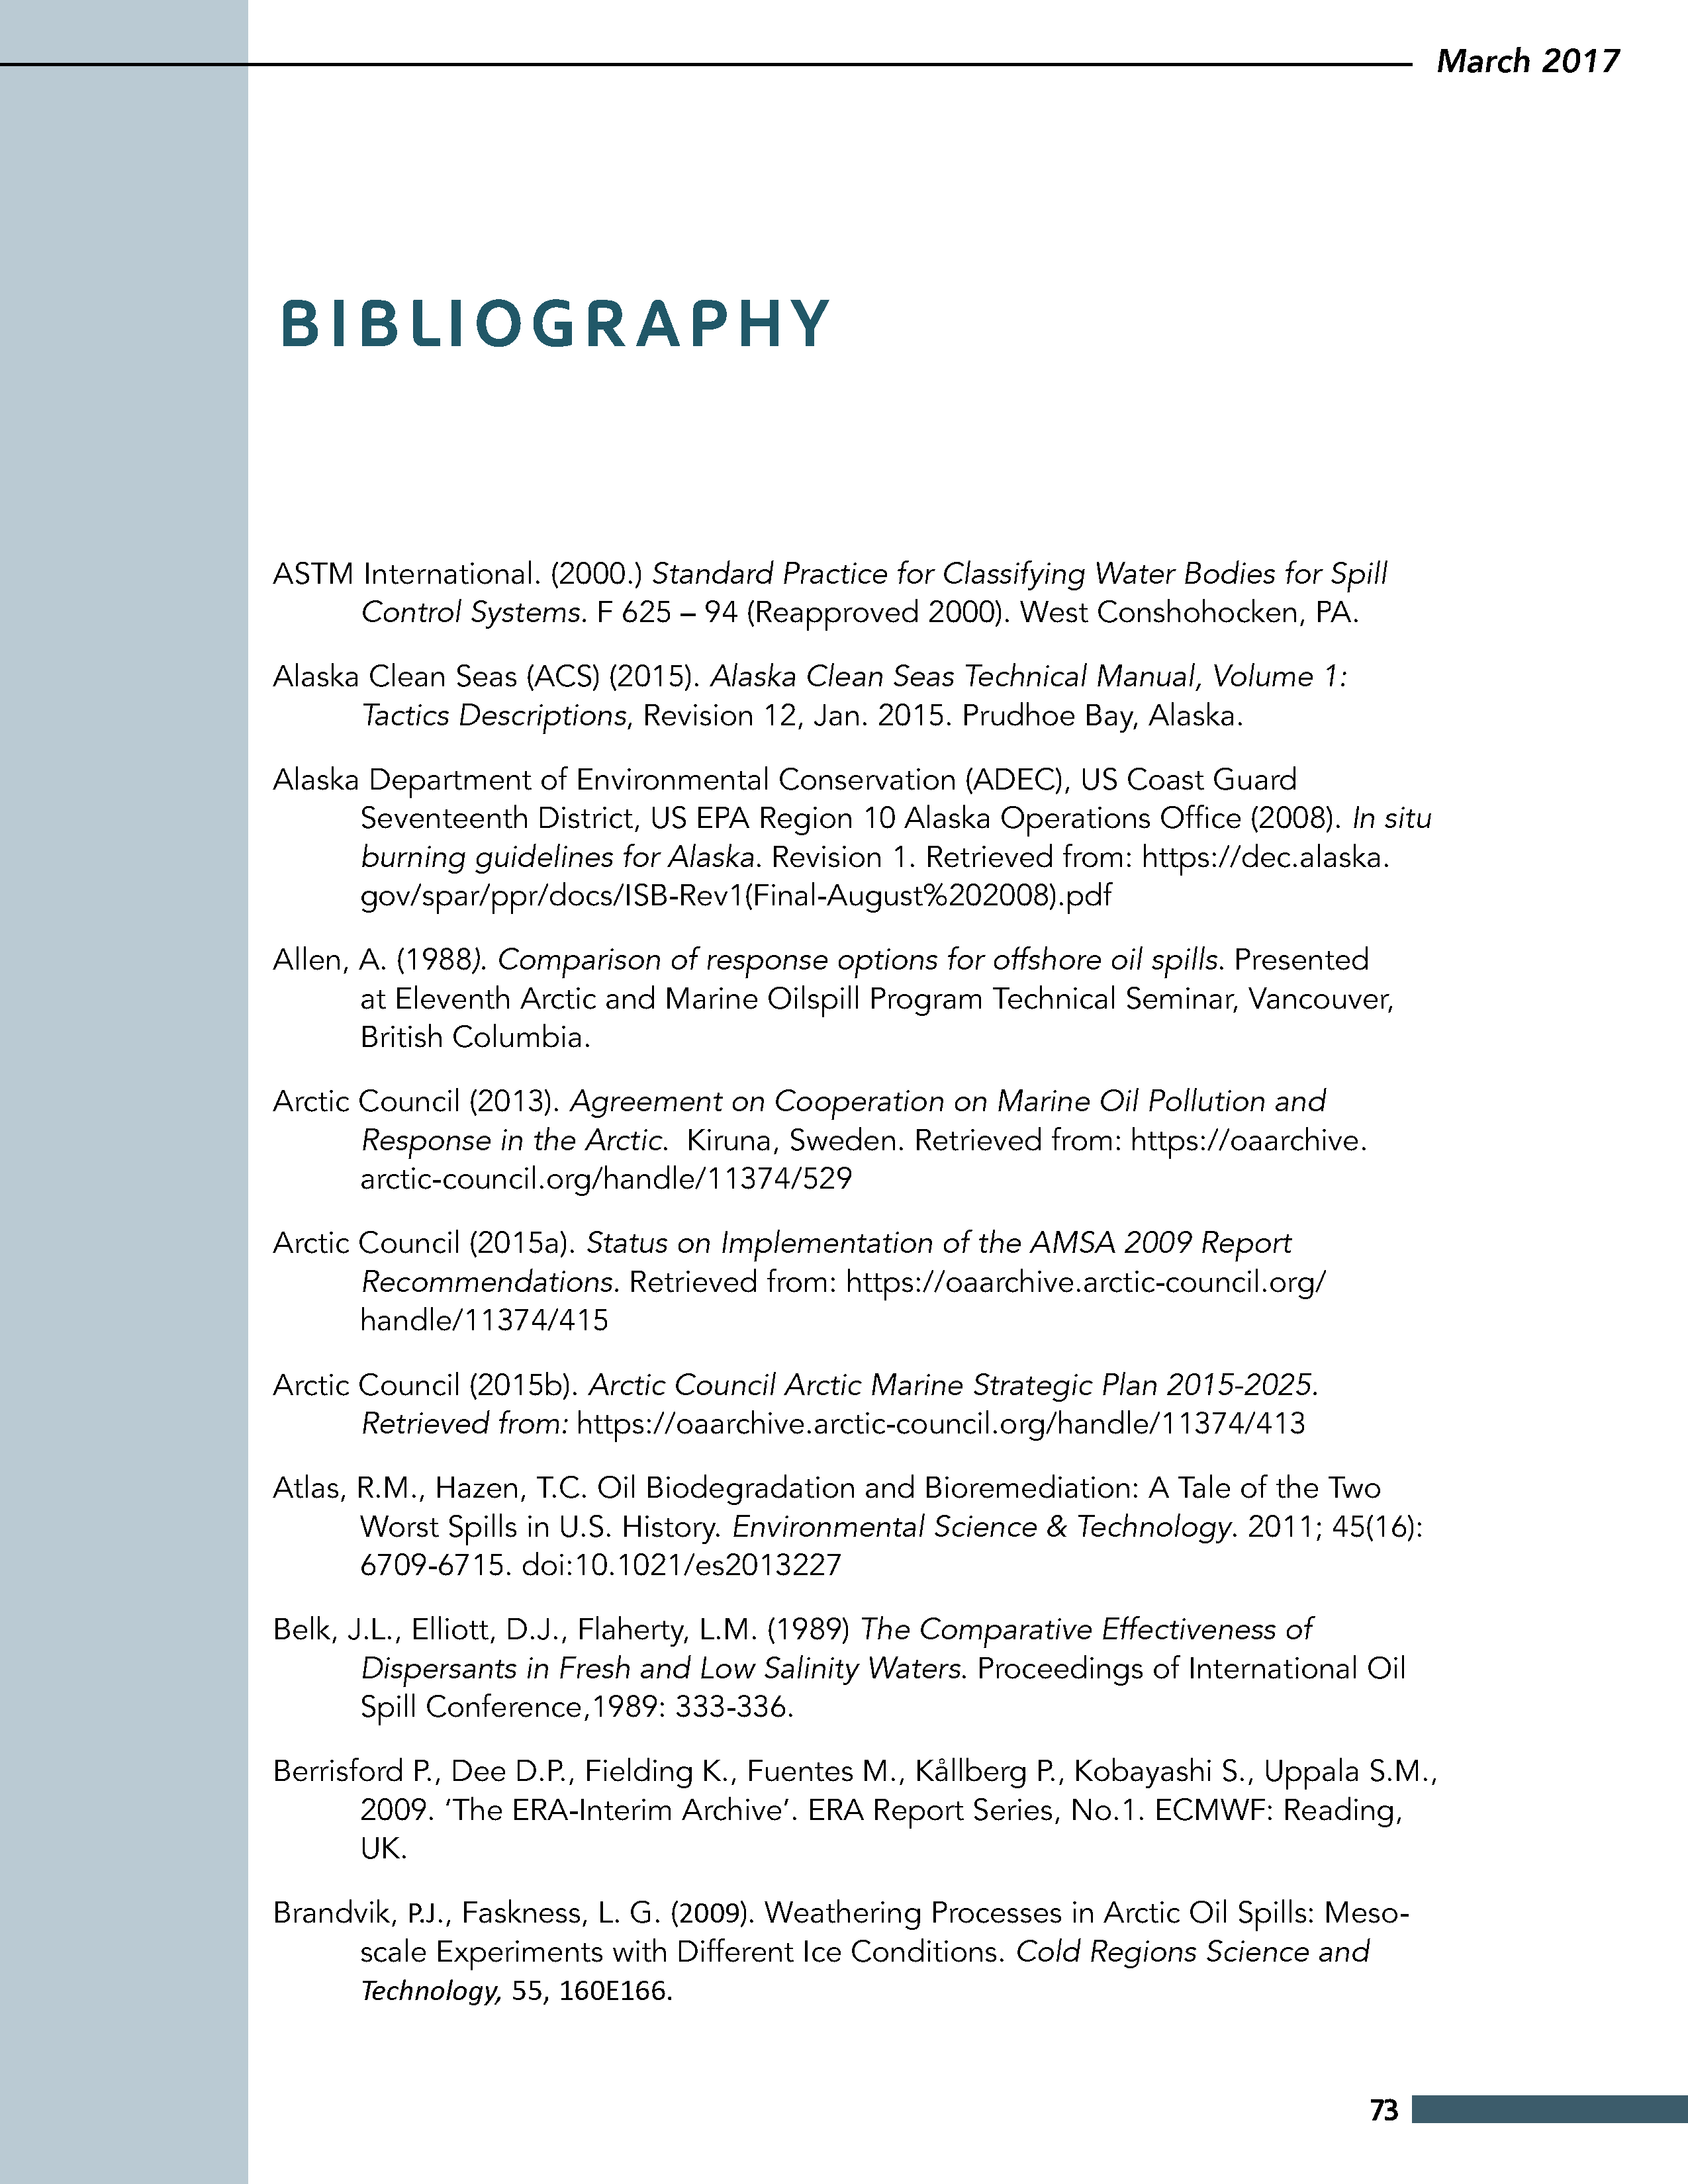 March 2017
BIBLIOGRAPHY
ASTM International. (2000.) Standard Practice for Classifying Water Bodies for Spill
Control Systems. F 625 – 94 (Reapproved 2000). West Conshohocken, PA.
Alaska Clean Seas (ACS) (2015). Alaska Clean Seas Technical Manual, Volume 1:
Tactics Descriptions, Revision 12, Jan. 2015. Prudhoe Bay, Alaska.
Alaska Department of Environmental Conservation (ADEC), US Coast Guard
Seventeenth District, US EPA Region 10 Alaska Operations Office (2008). In situ
burning guidelines for Alaska. Revision 1. Retrieved from: https://dec.alaska.
gov/spar/ppr/docs/ISB-Rev1(Final-August%202008).pdf
Allen, A. (1988). Comparison of response options for offshore oil spills. Presented
at Eleventh Arctic and Marine Oilspill Program Technical Seminar, Vancouver,
British Columbia.
Arctic Council (2013). Agreement on Cooperation on Marine Oil Pollution and
Response in the Arctic.  Kiruna, Sweden. Retrieved from: https://oaarchive.
arctic-council.org/handle/11374/529
Arctic Council (2015a). Status on Implementation of the AMSA 2009 Report
Recommendations. Retrieved from: https://oaarchive.arctic-council.org/
handle/11374/415
Arctic Council (2015b). Arctic Council Arctic Marine Strategic Plan 2015-2025.
Retrieved from: https://oaarchive.arctic-council.org/handle/11374/413
Atlas, R.M., Hazen, T.C. Oil Biodegradation and Bioremediation: A Tale of the Two
Worst Spills in U.S. History. Environmental Science & Technology. 2011; 45(16):
6709-6715. doi:10.1021/es2013227
Belk, J.L., Elliott, D.J., Flaherty, L.M. (1989) The Comparative Effectiveness of
Dispersants in Fresh and Low Salinity Waters. Proceedings of International Oil
Spill Conference,1989: 333-336.
Berrisford P., Dee D.P., Fielding K., Fuentes M., Kållberg P., Kobayashi S., Uppala S.M.,
2009. ‘The ERA-Interim Archive’. ERA Report Series, No.1. ECMWF: Reading,
UK.
Brandvik, P.J., Faskness, L. G. (2009). Weathering Processes in Arctic Oil Spills: Meso-
scale Experiments with Different Ice Conditions. Cold Regions Science and
Technology, 55, 160E166.
73